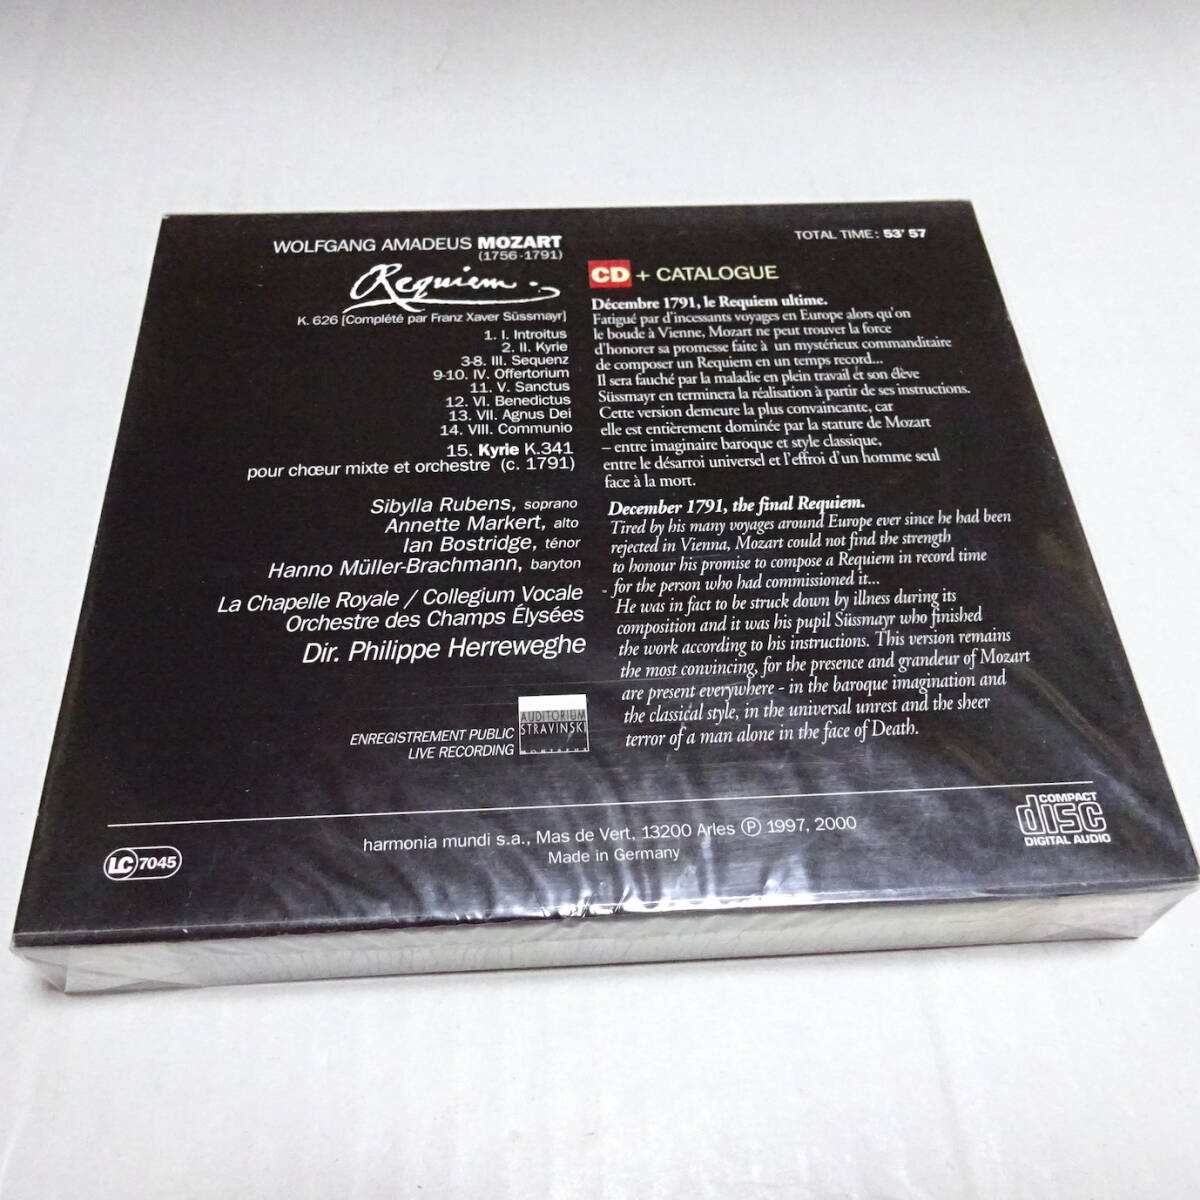 WOLFGANG AMADEUS MOZART
(1756-1791)
Requiem.
K. 626 [Complété par Franz Xaver Süssmayr]
1. I. Introitus
2. II. Kyrie
3-8. III. Sequenz
9-10. IV. Offertorium
11. V. Sanctus
12. VI. Benedictus
13. VII. Agnus Dei
14. VIII. Communio
15. Kyrie K.341
pour chœur mixte et orchestre (c. 1791)
Sibylla Rubens, soprano
Annette Markert, alto
Ian Bostridge, ténor
Hanno Müller-Brachmann, baryton
La Chapelle Royale / Collegium Vocale
Orchestre des Champs Élysées
Dir. Philippe Herreweghe
ENREGISTREMENT PUBLIC
LIVE RECORDING
AUDITORIUM
STRAVINSKI
MONTREUX
TOTAL TIME: 53' 57
CD + CATALOGUE
Décembre 1791, le Requiem ultime.
Fatigué par d'incessants voyages en Europe alors qu'on
le boude à Vienne, Mozart ne peut trouver la force
d'honorer sa promesse faite à un mystérieux commanditaire
de composer un Requiem en un temps record...
Il sera fauché par la maladie en plein travail et son élève
Süssmayr en terminera la réalisation à partir de ses instructions.
Cette version demeure la plus convaincante, car
elle est entièrement dominée par la stature de Mozart
– entre imaginaire baroque et style classique,
entre le désarroi universel et l'effroi d'un homme seul
face à la mort.
December 1791, the final Requiem.
Tired by his many voyages around Europe ever since he had been
rejected in Vienna, Mozart could not find the strength
to honour his promise to compose a Requiem in record time
for the person who had commissioned it...
He was in fact to be struck down by illness during its
composition and it was his pupil Süssmayr who finished
the work according to his instructions. This version remains
the most convincing, for the presence and grandeur of Mozart
are present everywhere - in the baroque imagination and
the classical style, in the universal unrest and the sheer
terror of a man alone in the face of Death.
LC 7045
harmonia mundi s.a., Mas de Vert, 13200 Arles ℗ 1997, 2000
Made in Germany
COMPACT
disc
DIGITAL AUDIO